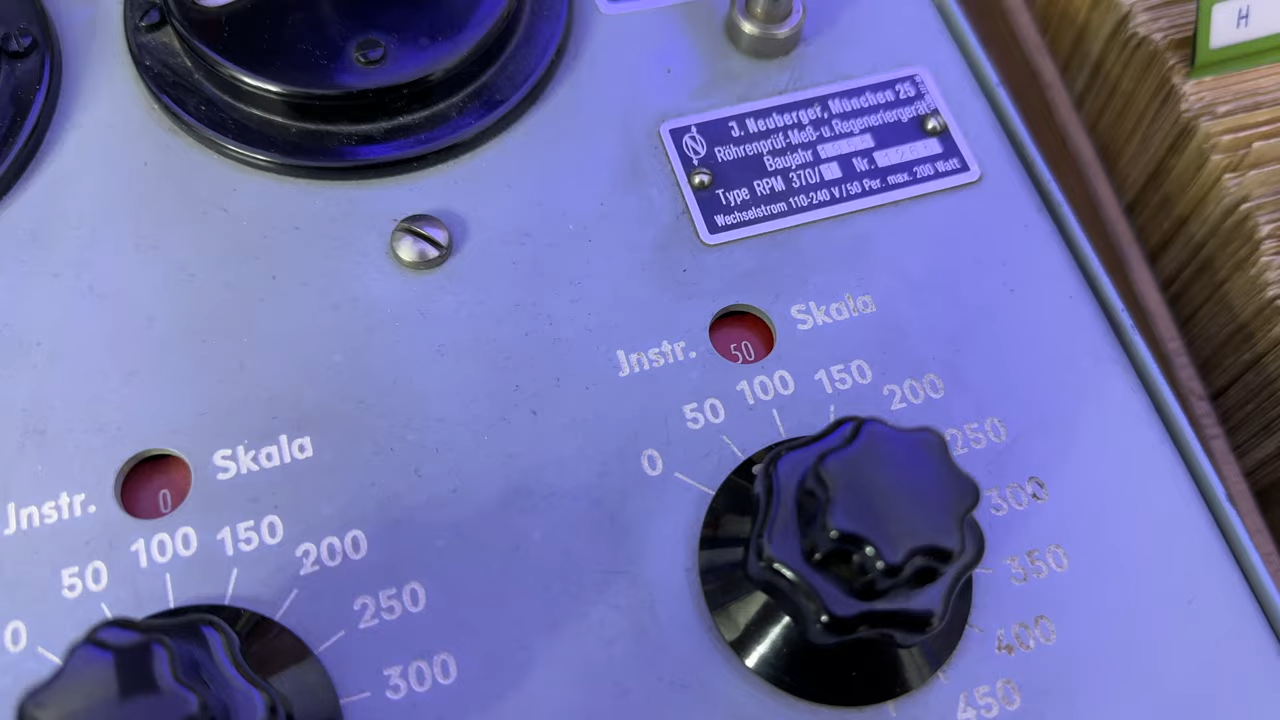 H
J. Neuberger, München 25
Röhrenprüf-Meß-u. Regeneriergerät
Baujahr Nr.
Type RPM 370/1
Wechselstrom 110-240 V/50 Per. max. 200 Watt
Jnstr. 50 Skala
0 50 100 150 200 250 300 350 400 450
Jnstr. 0 Skala
0 50 100 150 200 250 300